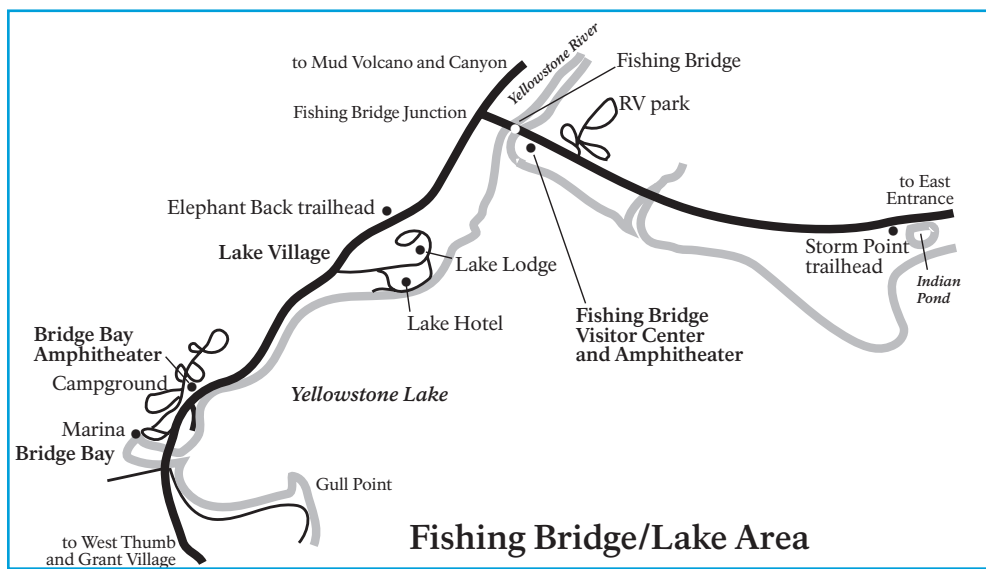 Yellowstone River
to Mud Volcano and Canyon
Fishing Bridge
RV park
Fishing Bridge Junction
to East
Entrance
Elephant Back trailhead
Lake Village
Lake Lodge
Storm Point
trailhead
Indian
Pond
Lake Hotel
Fishing Bridge
Visitor Center
and Amphitheater
Bridge Bay
Amphitheater
Campground
Yellowstone Lake
Marina
Bridge Bay
Gull Point
to West Thumb
and Grant Village
Fishing Bridge/Lake Area